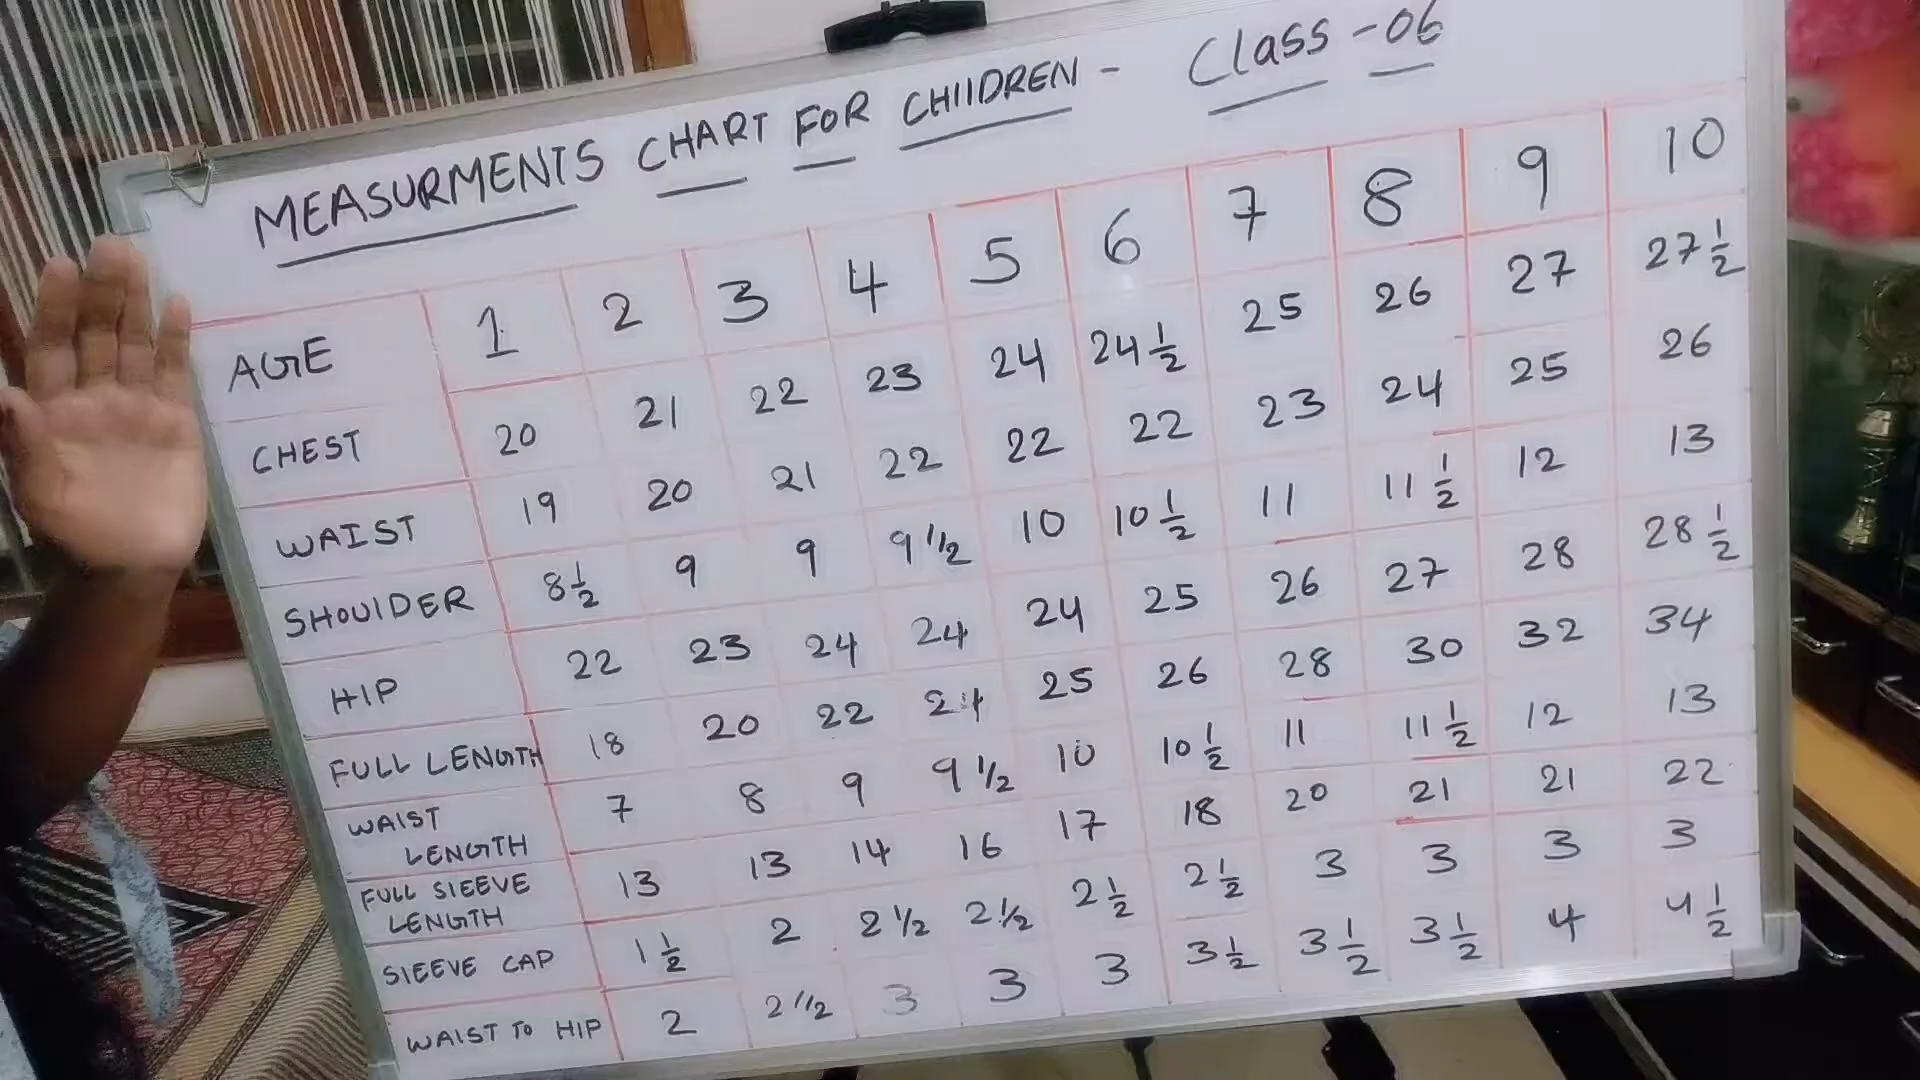 MEASURMENTS CHART FOR CHIIDREN - Class - 06
AGE 1 2 3 4 5 6 7 8 9 10
CHEST 20 21 22 23 24 24 1/2 25 26 27 27 1/2
WAIST 19 20 21 22 22 22 23 24 25 26
SHOUIDER 8 1/2 9 9 9 1/2 10 10 1/2 11 11 1/2 12 13
HIP 22 23 24 24 24 25 26 27 28 28 1/2
FULL LENGTH 18 20 22 24 25 26 28 30 32 34
WAIST LENGTH 7 8 9 9 1/2 10 10 1/2 11 11 1/2 12 13
FULL SIEEVE LENGTH 13 13 14 16 17 18 20 21 21 22
SIEEVE CAP 1 1/2 2 2 1/2 2 1/2 2 1/2 2 1/2 3 3 3 3
WAIST TO HIP 2 2 1/2 3 3 3 3 1/2 3 1/2 3 1/2 4 4 1/2